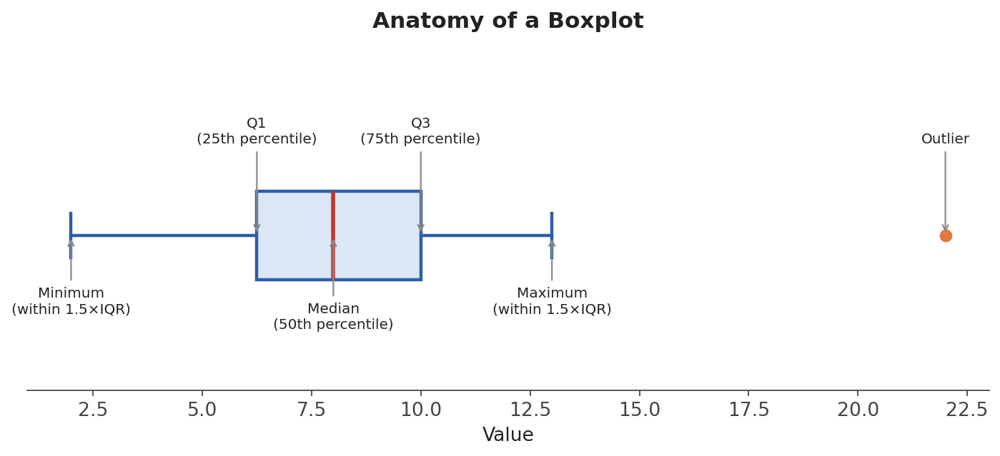 Anatomy of a Boxplot
Q1
(25th percentile)
Q3
(75th percentile)
Outlier
Minimum
(within 1.5×IQR)
Median
(50th percentile)
Maximum
(within 1.5×IQR)
2.5 5.0 7.5 10.0 12.5 15.0 17.5 20.0 22.5
Value